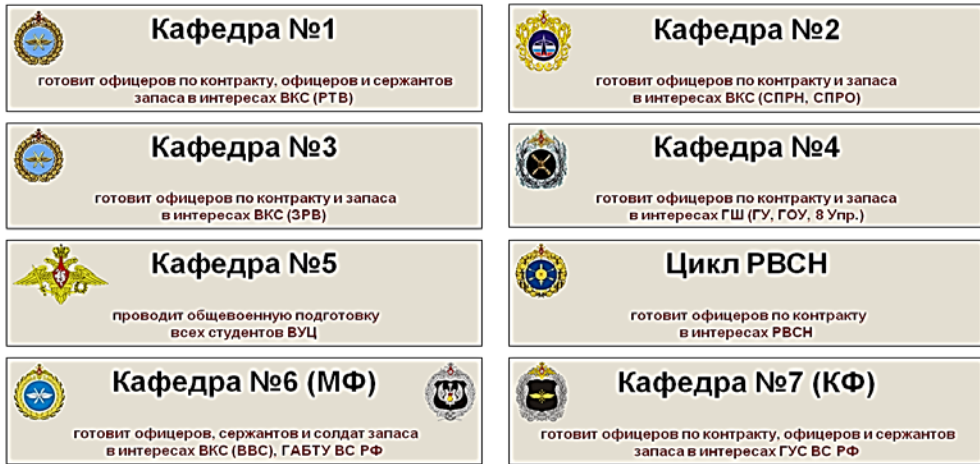 Кафедра №1
готовит офицеров по контракту, офицеров и сержантов
запаса в интересах ВКС (РТВ)
Кафедра №2
готовит офицеров по контракту и запаса
в интересах ВКС (СПРН, СПРО)
Кафедра №3
готовит офицеров по контракту и запаса
в интересах ВКС (ЗРВ)
Кафедра №4
готовит офицеров по контракту и запаса
в интересах ГШ (ГУ, ГОУ, 8 Упр.)
Кафедра №5
проводит общевоенную подготовку
всех студентов ВУЦ
Цикл РВСН
готовит офицеров по контракту
в интересах РВСН
Кафедра №6 (МФ)
готовит офицеров, сержантов и солдат запаса
в интересах ВКС (ВВС), ГАБТУ ВС РФ
Кафедра №7 (КФ)
готовит офицеров по контракту, офицеров и сержантов
запаса в интересах ГУС ВС РФ